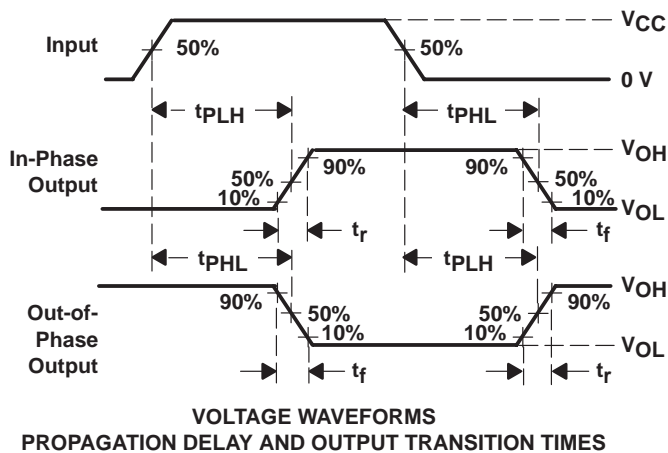 VCC
Input
50%
50%
0 V
tPLH
tPHL
In-Phase
Output
VOH
90%
90%
50%
50%
10%
10%
VOL
tr
tf
tPHL
tPLH
Out-of-
Phase
Output
VOH
90%
90%
50%
50%
10%
10%
VOL
tf
tr
VOLTAGE WAVEFORMS
PROPAGATION DELAY AND OUTPUT TRANSITION TIMES